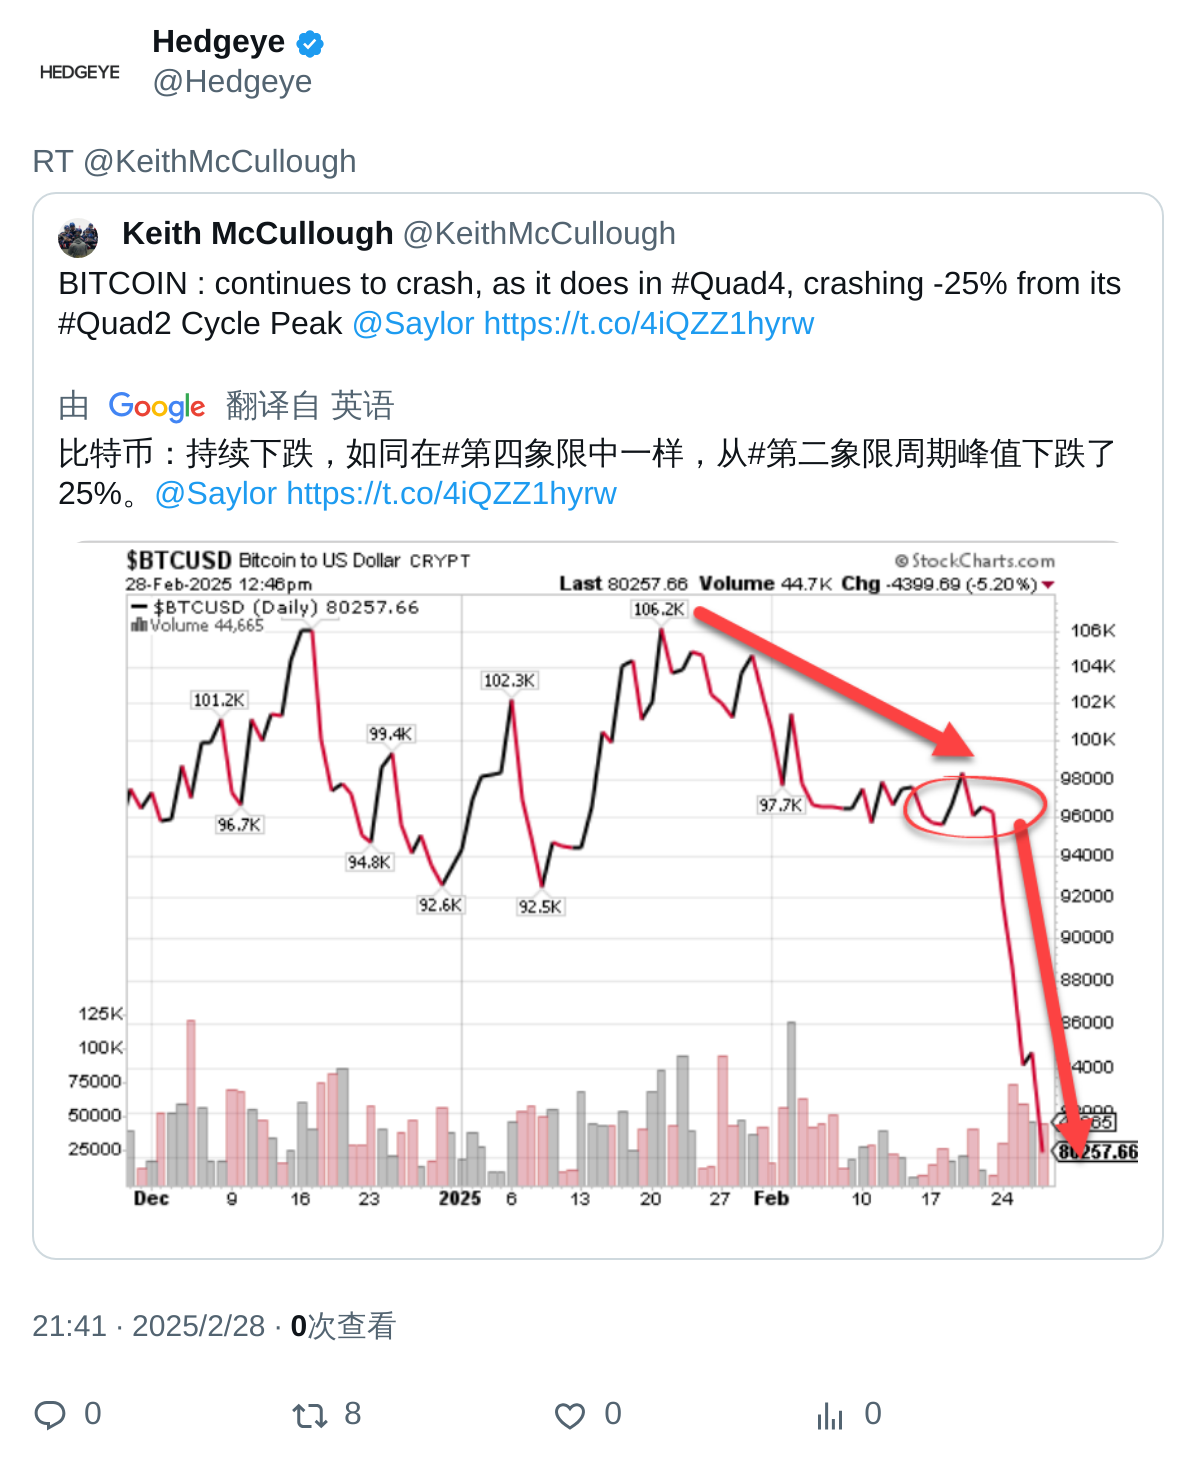 Hedgeye
HEDGEYE
@Hedgeye
RT @KeithMcCullough
Keith McCullough @KeithMcCullough
BITCOIN : continues to crash, as it does in #Quad4, crashing -25% from its
#Quad2 Cycle Peak @Saylor https://t.co/4iQZZ1hyrw
由 Google 翻译自 英语
比特币：持续下跌，如同在#第四象限中一样，从#第二象限周期峰值下跌了
25%。@Saylor https://t.co/4iQZZ1hyrw
$BTCUSD Bitcoin to US Dollar CRYPT
© StockCharts.com
28-Feb-2025 12:46pm
Last 80257.66 Volume 44.7K Chg -4399.69 (-5.20%)
$BTCUSD (Daily) 80257.66
Volume 44,665
106.2K
101.2K
102.3K
99.4K
96.7K
94.8K
92.6K
92.5K
97.7K
106K
104K
102K
100K
98000
96000
94000
92000
90000
88000
86000
4000
80257.66
125K
100K
75000
50000
25000
Dec 9 16 23 2025 6 13 20 27 Feb 10 17 24
21:41 · 2025/2/28 · 0次查看
0 8 0 0